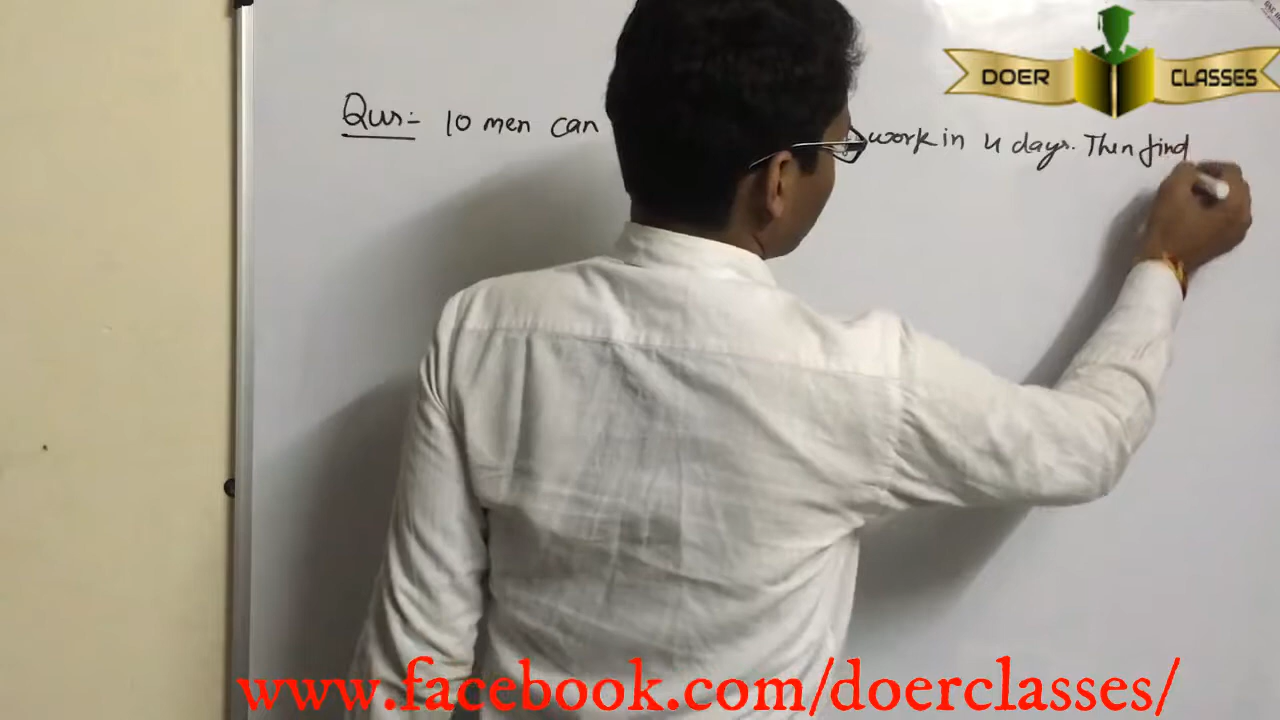 DOER CLASSES
Qus:- 10 men can work in 4 days. Then find
www.facebook.com/doerclasses/